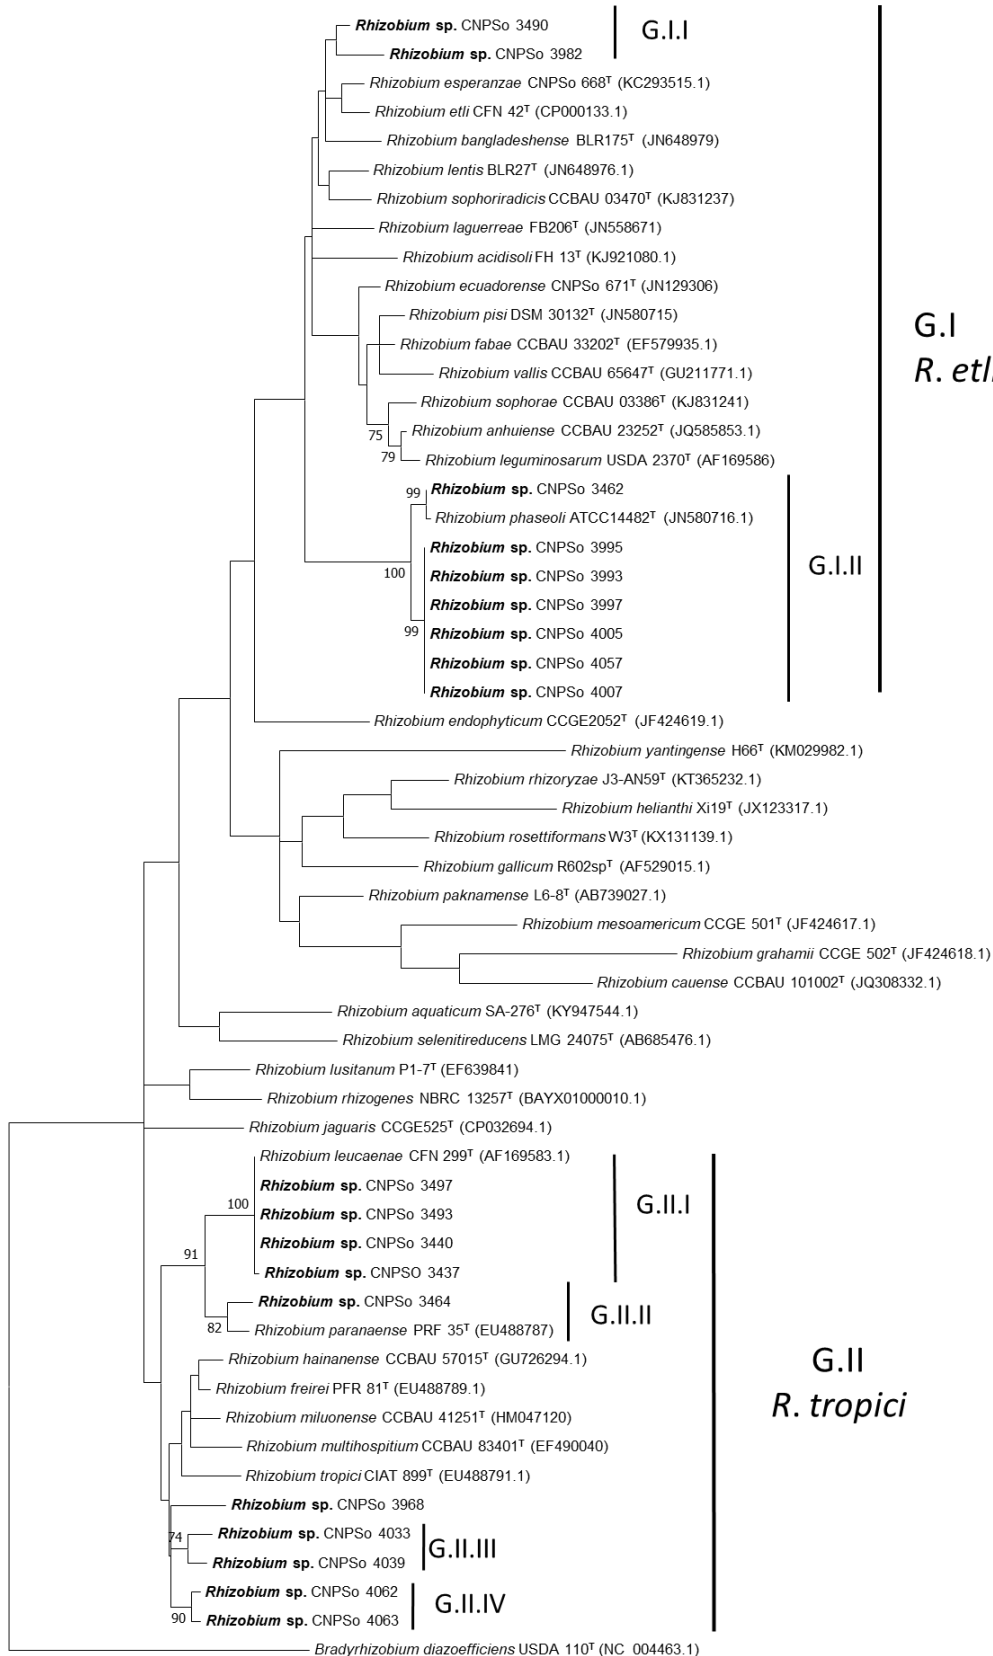 Rhizobium sp. CNPSo 3490
G.I.I
Rhizobium sp. CNPSo 3982
Rhizobium esperanzae CNPSo 668ᵀ (KC293515.1)
Rhizobium etli CFN 42ᵀ (CP000133.1)
Rhizobium bangladeshense BLR175ᵀ (JN648979)
Rhizobium lentis BLR27ᵀ (JN648976.1)
Rhizobium sophoriradicis CCBAU 03470ᵀ (KJ831237)
Rhizobium laguerreae FB206ᵀ (JN558671)
Rhizobium acidisoli FH 13ᵀ (KJ921080.1)
Rhizobium ecuadorense CNPSo 671ᵀ (JN129306)
Rhizobium pisi DSM 30132ᵀ (JN580715)
G.I
Rhizobium fabae CCBAU 33202ᵀ (EF579935.1)
R. etl
Rhizobium vallis CCBAU 65647ᵀ (GU211771.1)
Rhizobium sophorae CCBAU 03386ᵀ (KJ831241)
75
Rhizobium anhuiense CCBAU 23252ᵀ (JQ585853.1)
79
Rhizobium leguminosarum USDA 2370ᵀ (AF169586)
99
Rhizobium sp. CNPSo 3462
Rhizobium phaseoli ATCC14482ᵀ (JN580716.1)
Rhizobium sp. CNPSo 3995
G.I.II
100
Rhizobium sp. CNPSo 3993
Rhizobium sp. CNPSo 3997
99
Rhizobium sp. CNPSo 4005
Rhizobium sp. CNPSo 4057
Rhizobium sp. CNPSo 4007
Rhizobium endophyticum CCGE2052ᵀ (JF424619.1)
Rhizobium yantingense H66ᵀ (KM029982.1)
Rhizobium rhizoryzae J3-AN59ᵀ (KT365232.1)
Rhizobium helianthi Xi19ᵀ (JX123317.1)
Rhizobium rosettiformans W3ᵀ (KX131139.1)
Rhizobium gallicum R602spᵀ (AF529015.1)
Rhizobium paknamense L6-8ᵀ (AB739027.1)
Rhizobium mesoamericum CCGE 501ᵀ (JF424617.1)
Rhizobium grahamii CCGE 502ᵀ (JF424618.1)
Rhizobium cauense CCBAU 101002ᵀ (JQ308332.1)
Rhizobium aquaticum SA-276ᵀ (KY947544.1)
Rhizobium selenitireducens LMG 24075ᵀ (AB685476.1)
Rhizobium lusitanum P1-7ᵀ (EF639841)
Rhizobium rhizogenes NBRC 13257ᵀ (BAYX01000010.1)
Rhizobium jaguaris CCGE525ᵀ (CP032694.1)
Rhizobium leucaenae CFN 299ᵀ (AF169583.1)
Rhizobium sp. CNPSo 3497
100
G.II.I
Rhizobium sp. CNPSo 3493
Rhizobium sp. CNPSo 3440
91
Rhizobium sp. CNPSO 3437
Rhizobium sp. CNPSo 3464
G.II.II
82
Rhizobium paranaense PRF 35ᵀ (EU488787)
Rhizobium hainanense CCBAU 57015ᵀ (GU726294.1)
G.II
Rhizobium freirei PFR 81ᵀ (EU488789.1)
R. tropici
Rhizobium miluonense CCBAU 41251ᵀ (HM047120)
Rhizobium multihospitium CCBAU 83401ᵀ (EF490040)
Rhizobium tropici CIAT 899ᵀ (EU488791.1)
Rhizobium sp. CNPSo 3968
74
Rhizobium sp. CNPSo 4033
G.II.III
Rhizobium sp. CNPSo 4039
Rhizobium sp. CNPSo 4062
G.II.IV
90
Rhizobium sp. CNPSo 4063
Bradyrhizobium diazoefficiens USDA 110ᵀ (NC 004463.1)